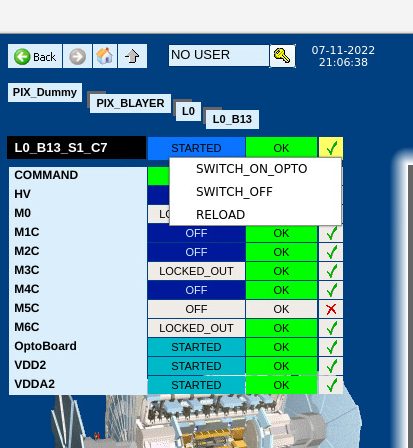 Back
NO USER
07-11-2022
21:06:38
PIX_Dummy
PIX_BLAYER
L0
L0_B13
L0_B13_S1_C7 STARTED OK
SWITCH_ON_OPTO
SWITCH_OFF
RELOAD
COMMAND
HV
M0
M1C OFF OK
M2C OFF OK
M3C LOCKED_OUT OK
M4C OFF OK
M5C OFF OK
M6C LOCKED_OUT OK
OptoBoard STARTED OK
VDD2 STARTED OK
VDDA2 STARTED OK